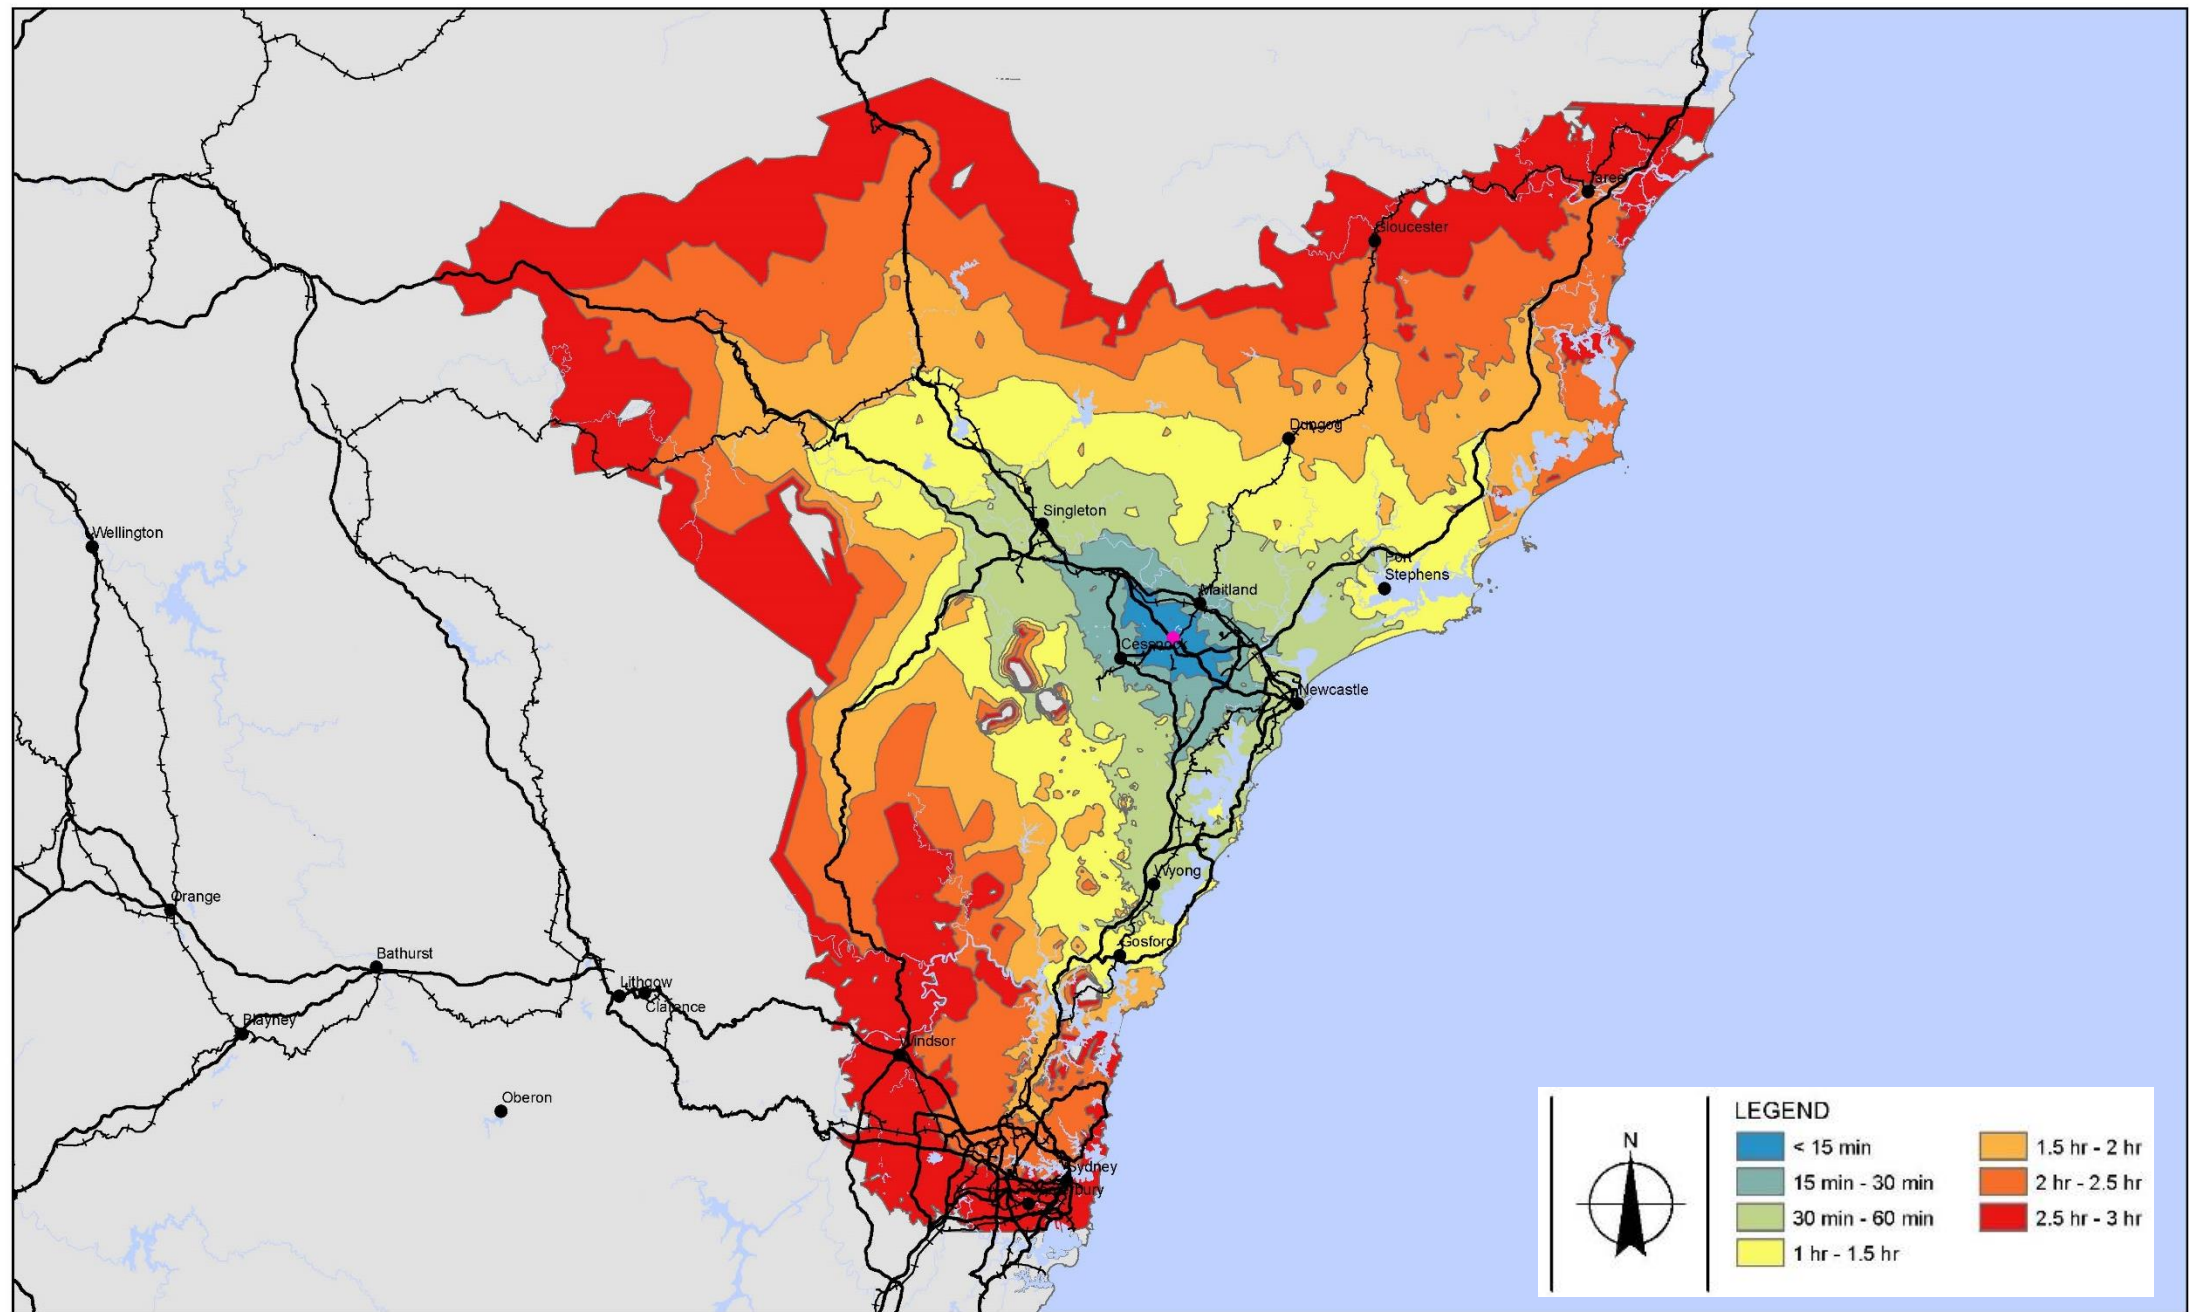 Taree
Gloucester
Dungog
Singleton
Wellington
Port
Stephens
Maitland
Cessnock
Newcastle
Wyong
Orange
Gosford
Bathurst
Lithgow
Clarence
Blayney
Windsor
Oberon
Sydney
N
LEGEND
< 15 min
15 min - 30 min
30 min - 60 min
1 hr - 1.5 hr
1.5 hr - 2 hr
2 hr - 2.5 hr
2.5 hr - 3 hr